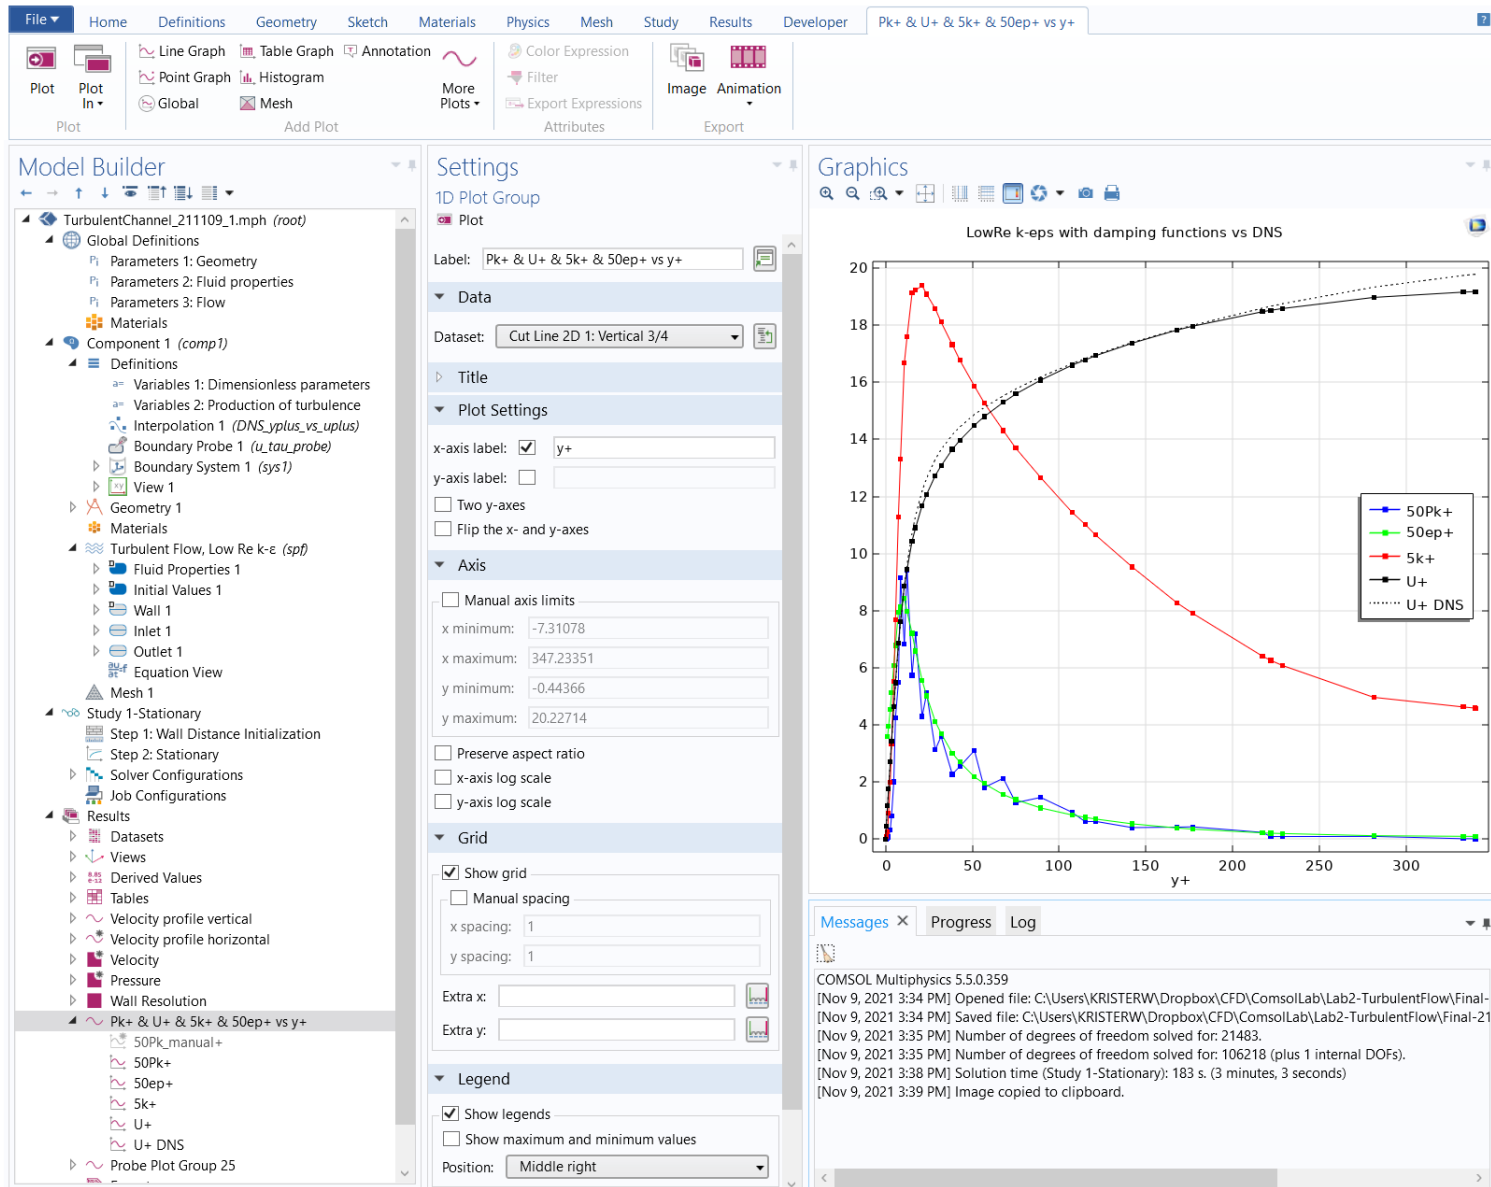 File
Home
Definitions
Geometry
Sketch
Materials
Physics
Mesh
Study
Results
Developer
Pk+ & U+ & 5k+ & 50ep+ vs y+
?
Plot
Plot In
Plot
Line Graph
Table Graph
Annotation
Point Graph
Histogram
Global
Mesh
More Plots
Add Plot
Color Expression
Filter
Export Expressions
Attributes
Image
Animation
Export
Model Builder
TurbulentChannel_211109_1.mph (root)
Global Definitions
Pi Parameters 1: Geometry
Pi Parameters 2: Fluid properties
Pi Parameters 3: Flow
Materials
Component 1 (comp1)
Definitions
a= Variables 1: Dimensionless parameters
a= Variables 2: Production of turbulence
Interpolation 1 (DNS_yplus_vs_uplus)
Boundary Probe 1 (u_tau_probe)
Boundary System 1 (sys1)
xy View 1
Geometry 1
Materials
Turbulent Flow, Low Re k-ε (spf)
Fluid Properties 1
Initial Values 1
Wall 1
Inlet 1
Outlet 1
Equation View
Mesh 1
Study 1-Stationary
Step 1: Wall Distance Initialization
Step 2: Stationary
Solver Configurations
Job Configurations
Results
Datasets
Views
8.85 e-12 Derived Values
Tables
Velocity profile vertical
Velocity profile horizontal
Velocity
Pressure
Wall Resolution
Pk+ & U+ & 5k+ & 50ep+ vs y+
50Pk_manual+
50Pk+
50ep+
5k+
U+
U+ DNS
Probe Plot Group 25
Settings
1D Plot Group
Plot
Label: Pk+ & U+ & 5k+ & 50ep+ vs y+
Data
Dataset: Cut Line 2D 1: Vertical 3/4
Title
Plot Settings
x-axis label: y+
y-axis label:
Two y-axes
Flip the x- and y-axes
Axis
Manual axis limits
x minimum: -7.31078
x maximum: 347.23351
y minimum: -0.44366
y maximum: 20.22714
Preserve aspect ratio
x-axis log scale
y-axis log scale
Grid
Show grid
Manual spacing
x spacing: 1
y spacing: 1
Extra x:
Extra y:
Legend
Show legends
Show maximum and minimum values
Position: Middle right
Graphics
LowRe k-eps with damping functions vs DNS
20
18
16
14
12
10
8
6
4
2
0
0 50 100 150 200 250 300
y+
50Pk+
50ep+
5k+
U+
U+ DNS
Messages
Progress
Log
COMSOL Multiphysics 5.5.0.359
[Nov 9, 2021 3:34 PM] Opened file: C:\Users\KRISTERW\Dropbox\CFD\ComsolLab\Lab2-TurbulentFlow\Final-
[Nov 9, 2021 3:34 PM] Saved file: C:\Users\KRISTERW\Dropbox\CFD\ComsolLab\Lab2-TurbulentFlow\Final-21
[Nov 9, 2021 3:35 PM] Number of degrees of freedom solved for: 21483.
[Nov 9, 2021 3:35 PM] Number of degrees of freedom solved for: 106218 (plus 1 internal DOFs).
[Nov 9, 2021 3:38 PM] Solution time (Study 1-Stationary): 183 s. (3 minutes, 3 seconds)
[Nov 9, 2021 3:39 PM] Image copied to clipboard.